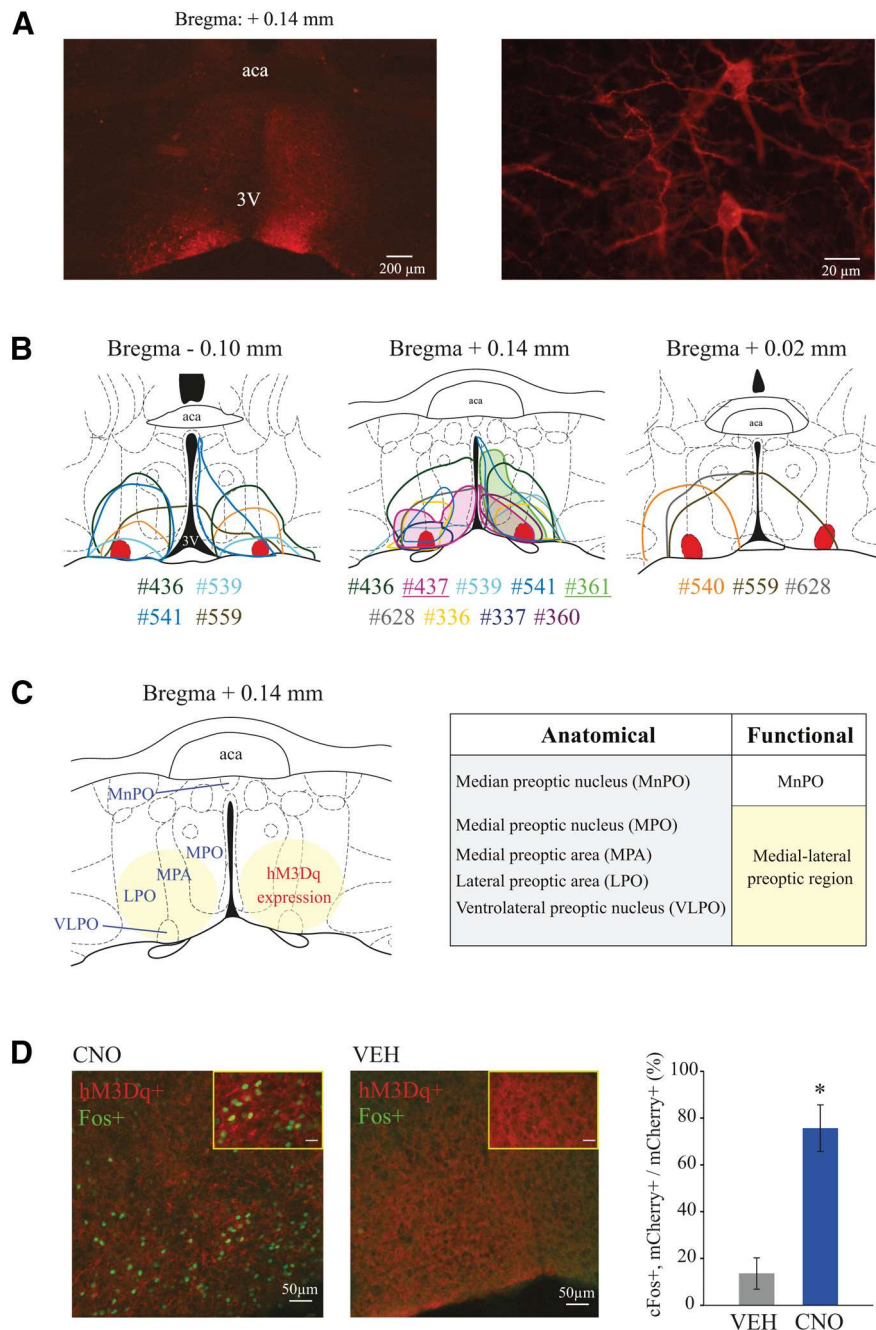 A
Bregma: + 0.14 mm
aca
3V
200 µm
20 µm
B
Bregma - 0.10 mm
aca
3V
#436 #539
#541 #559
Bregma + 0.14 mm
aca
#436 #437 #539 #541 #361
#628 #336 #337 #360
Bregma + 0.02 mm
aca
#540 #559 #628
C
Bregma + 0.14 mm
aca
MnPO
MPO
MPA
LPO
VLPO
hM3Dq
expression
Anatomical
Functional
Median preoptic nucleus (MnPO)
MnPO
Medial preoptic nucleus (MPO)
Medial preoptic area (MPA)
Lateral preoptic area (LPO)
Ventrolateral preoptic nucleus (VLPO)
Medial-lateral
preoptic region
D
CNO
hM3Dq+
Fos+
50µm
VEH
hM3Dq+
Fos+
50µm
cFos+, mCherry+ / mCherry+ (%)
100
80
60
40
20
0
*
VEH CNO